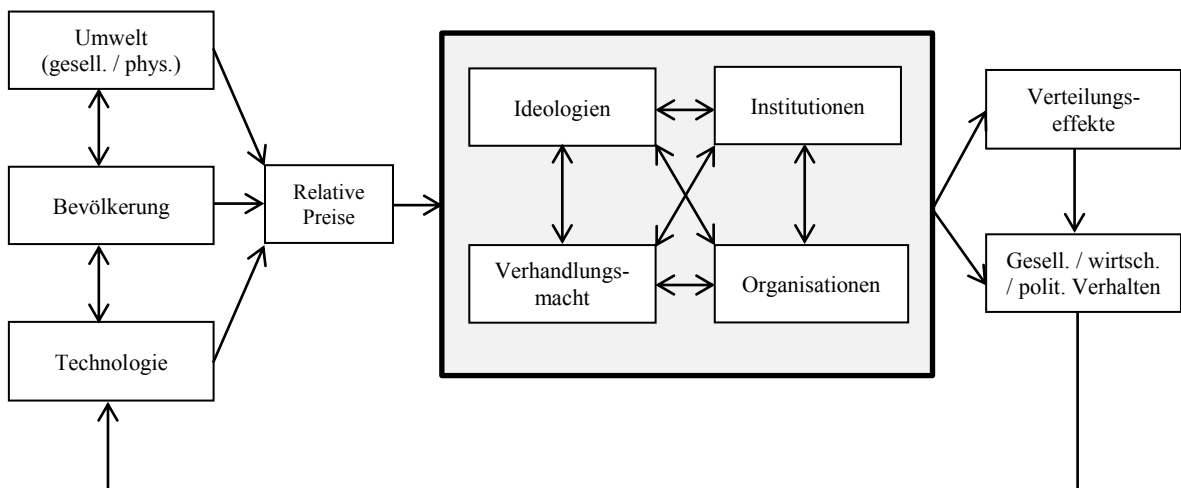 Umwelt
(gesell. / phys.)
Bevölkerung
Technologie
Relative
Preise
Ideologien
Institutionen
Verhandlungs-
macht
Organisationen
Verteilungs-
effekte
Gesell. / wirtsch.
/ polit. Verhalten